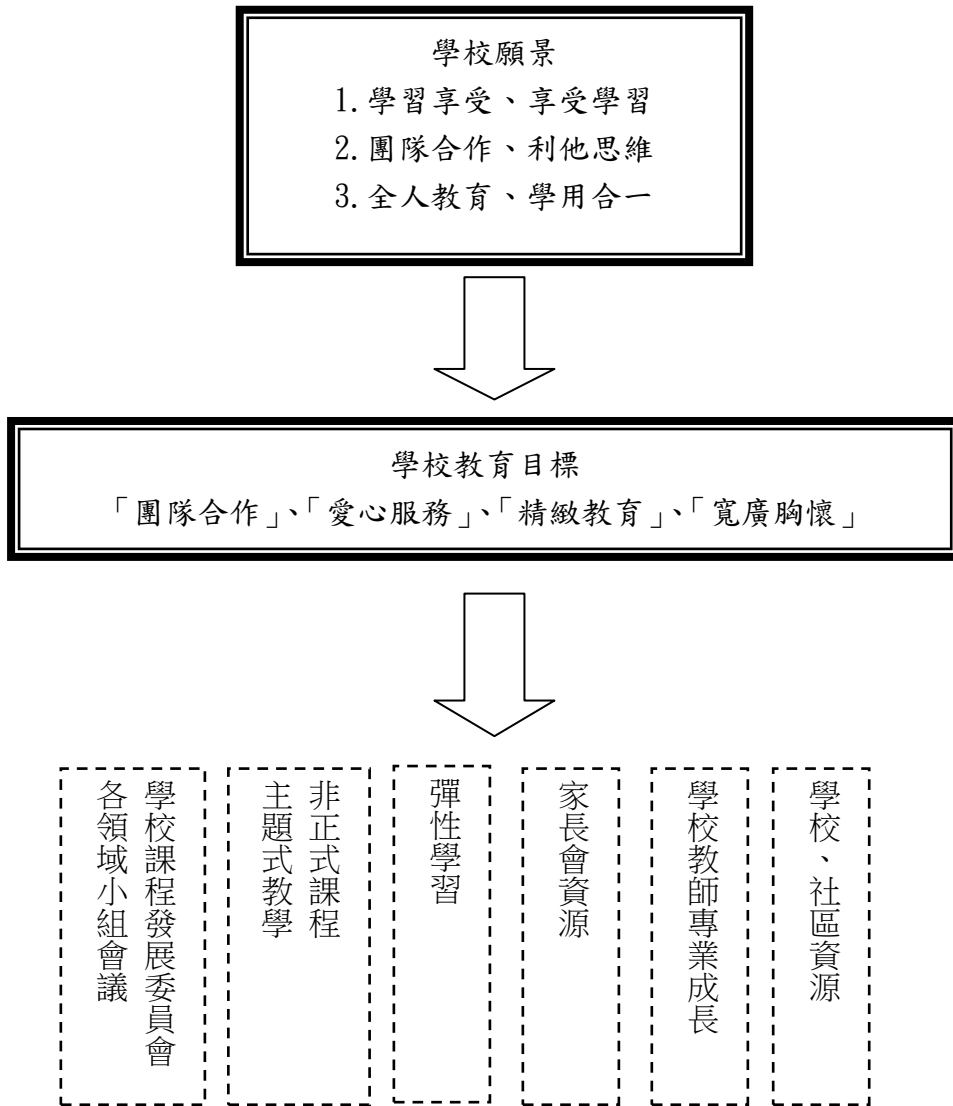 學校願景
1.學習享受、享受學習
2.團隊合作、利他思維
3.全人教育、學用合一
學校教育目標
「團隊合作」、「愛心服務」、「精緻教育」、「寬廣胸懷」
學校課程發展委員會
各領域小組會議
非正式課程
主題式教學
彈性學習
家長會資源
學校教師專業成長
學校、社區資源